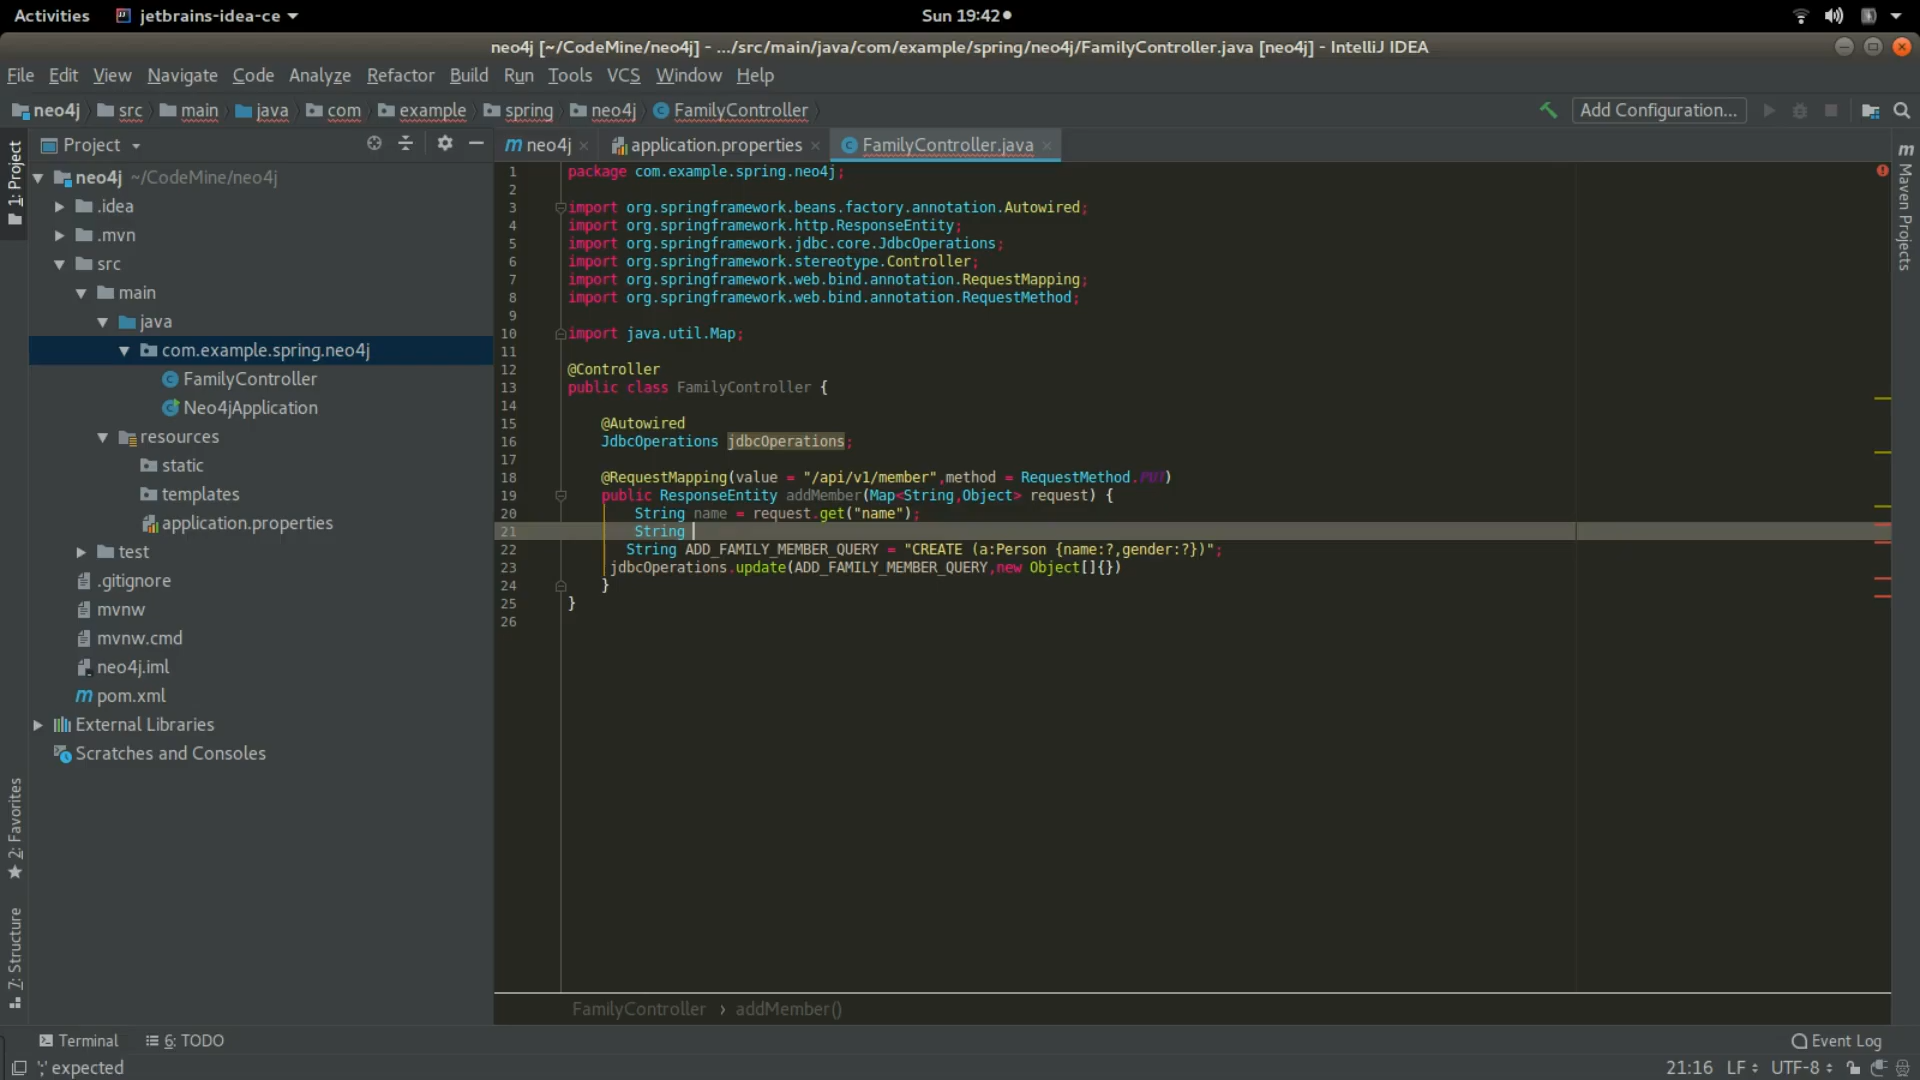 Activities jetbrains-idea-ce Sun 19:42
neo4j [~/CodeMine/neo4j] - .../src/main/java/com/example/spring/neo4j/FamilyController.java [neo4j] - IntelliJ IDEA
File Edit View Navigate Code Analyze Refactor Build Run Tools VCS Window Help
neo4j src main java com example spring neo4j FamilyController Add Configuration...
1: Project
2: Favorites
7: Structure
Project
neo4j ~/CodeMine/neo4j
.idea
.mvn
src
main
java
com.example.spring.neo4j
FamilyController
Neo4jApplication
resources
static
templates
application.properties
test
.gitignore
mvnw
mvnw.cmd
neo4j.iml
pom.xml
External Libraries
Scratches and Consoles
neo4j application.properties FamilyController.java
1 package com.example.spring.neo4j;
2
3 import org.springframework.beans.factory.annotation.Autowired;
4 import org.springframework.http.ResponseEntity;
5 import org.springframework.jdbc.core.JdbcOperations;
6 import org.springframework.stereotype.Controller;
7 import org.springframework.web.bind.annotation.RequestMapping;
8 import org.springframework.web.bind.annotation.RequestMethod;
9
10 import java.util.Map;
11
12 @Controller
13 public class FamilyController {
14
15 @Autowired
16 JdbcOperations jdbcOperations;
17
18 @RequestMapping(value = "/api/v1/member",method = RequestMethod.PUT)
19 public ResponseEntity addMember(Map<String,Object> request) {
20 String name = request.get("name");
21 String
22 String ADD_FAMILY_MEMBER_QUERY = "CREATE (a:Person {name:?,gender:?})";
23 jdbcOperations.update(ADD_FAMILY_MEMBER_QUERY,new Object[]{})
24 }
25 }
26
FamilyController › addMember()
m Maven Projects
Terminal 6: TODO Event Log
';' expected 21:16 LF UTF-8